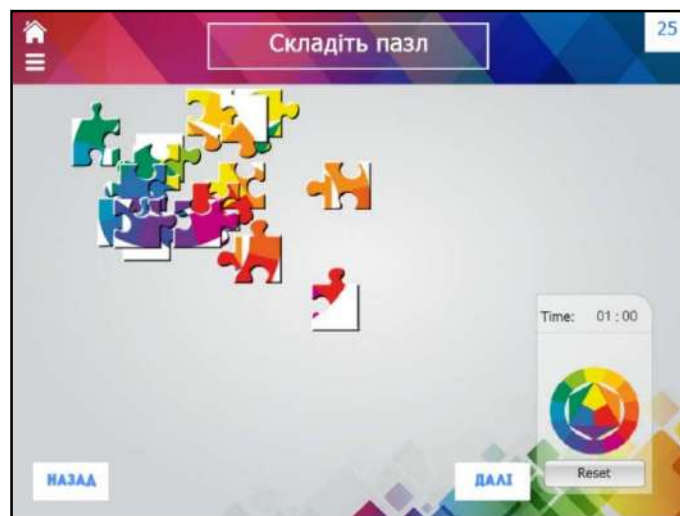 Складіть пазл
25
Time: 01 : 00
Reset
НАЗАД
ДАЛІ